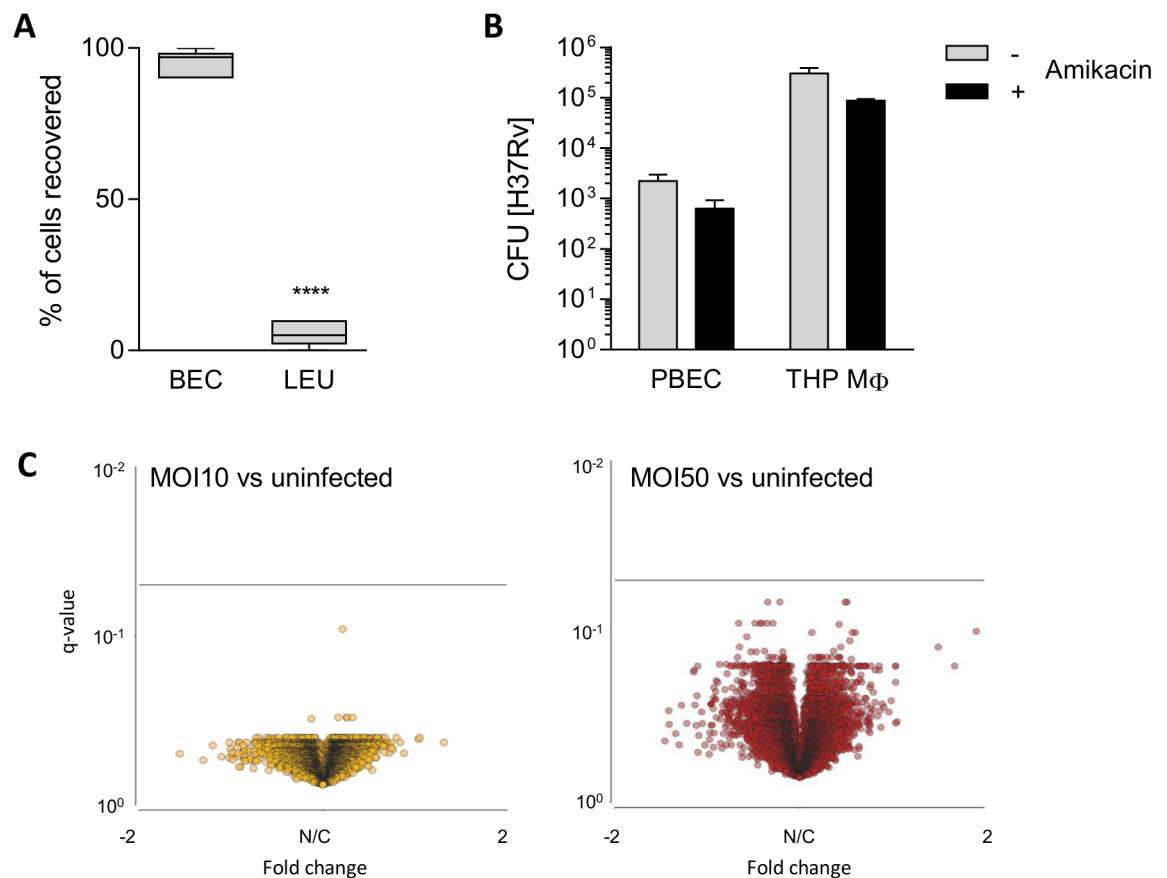 A
% of cells recovered
100
50
0
****
BEC LEU
B
CFU [H37Rv]
10⁶
10⁵
10⁴
10³
10²
10¹
10⁰
PBEC THP MΦ
-
+
Amikacin
C
MOI10 vs uninfected
q-value
10⁻²
10⁻¹
10⁰
-2 N/C 2
Fold change
MOI50 vs uninfected
10⁻²
10⁻¹
10⁰
-2 N/C 2
Fold change